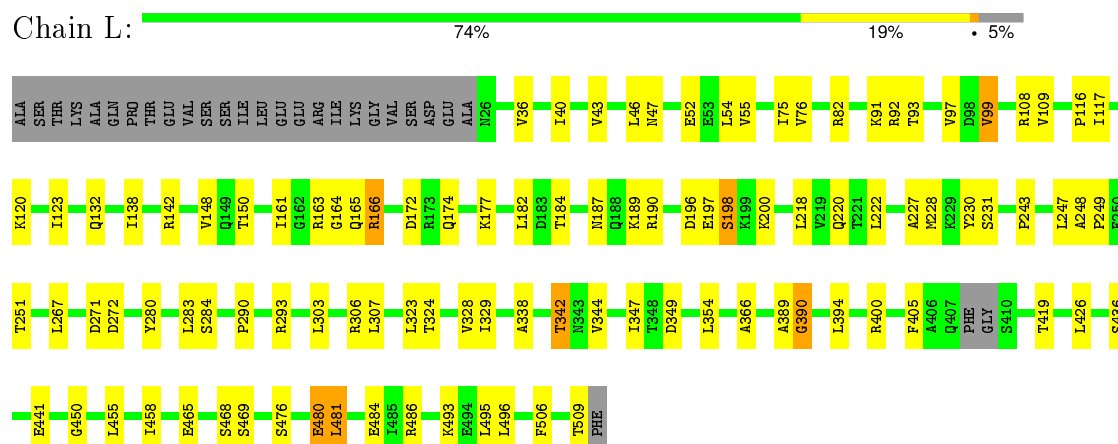 Chain L:
74% 19% • 5%
ALA SER THR LYS ALA GLN PRO THR GLU VAL SER SER ILE LEU GLU GLU ARG ILE LYS GLY VAL SER ASP GLU ALA N26 V36 I40 V43 L46 N47 E52 E53 L54 V55 I75 V76 R82 K91 R92 T93 V97 D98 V99 R108 V109 P116 I117
K120 I123 Q132 I138 R142 V148 Q149 T150 I161 G162 R163 G164 Q165 R166 D172 R173 Q174 K177 L182 D183 T184 N187 Q188 K189 R190 D196 E197 S198 K199 K200 L218 V219 Q220 T221 L222 A227 M228 K229 Y230 S231 P243 L247 A248 P249
T251 L267 D271 D272 Y280 L283 S284 P290 R293 L303 R306 L307 L323 T324 V328 I329 A338 T342 N343 V344 I347 T348 D349 L354 A366 A389 G390 L394 R400 F405 A406 Q407 PHE GLY S410 T419 L426
E441 G450 L455 I458 E465 S468 S469 S476 E480 L481 E484 I485 R486 K493 E494 L495 L496 F506 T509 PHE